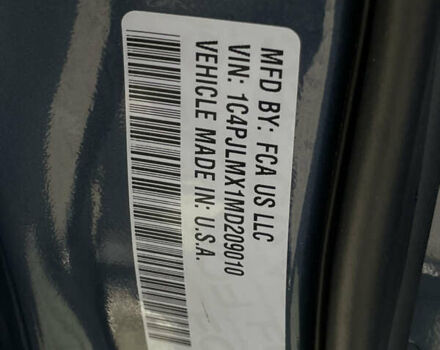 MFD BY: FCA US LLC
VIN: 1C4PJLMX1MD209010
VEHICLE MADE IN: U.S.A.